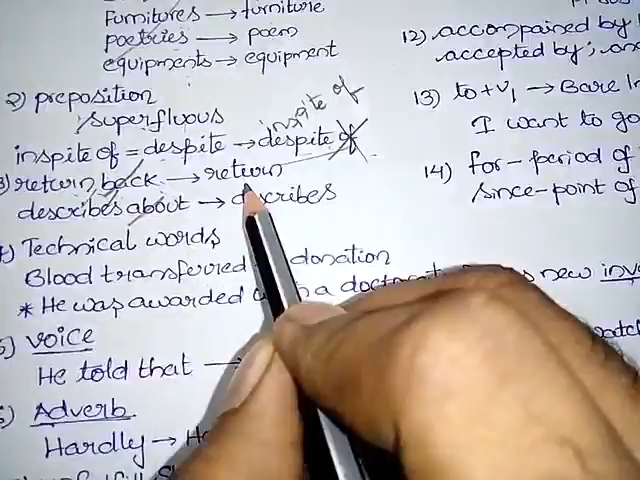 Furnitures → furniture
Poetries → poem
equipments → equipment
2) preposition
superfluous
inspite of
inspite of = despite → despite of
3) return back → return
describes about → describes
4) Technical words
Blood transferred donation
* He was awarded a doctorate new
5) Voice
He told that →
6) Adverb
Hardly →
12) accompained by
accepted by; an
13) to + V1 → Bare
I want to go
14) for - period of
since - point of